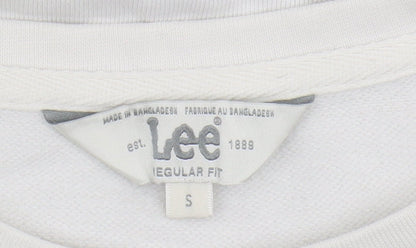 MADE IN BANGLADESH FABRIQUE AU BANGLADESH
est. Lee® 1889
REGULAR FIT
S